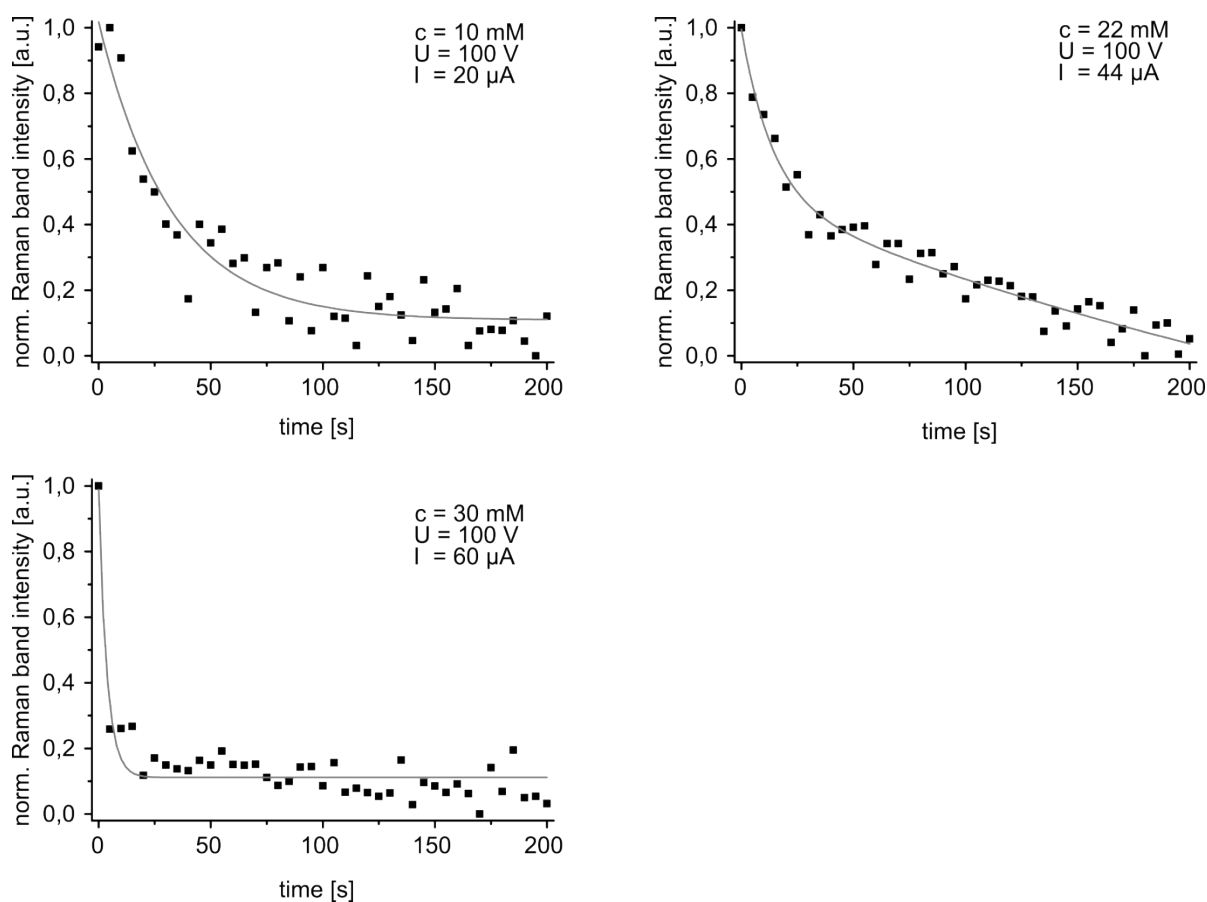 norm. Raman band intensity [a.u.]
1,0
0,8
0,6
0,4
0,2
0,0
c = 10 mM
U = 100 V
I = 20 µA
0 50 100 150 200
time [s]
norm. Raman band intensity [a.u.]
1,0
0,8
0,6
0,4
0,2
0,0
c = 22 mM
U = 100 V
I = 44 µA
0 50 100 150 200
time [s]
norm. Raman band intensity [a.u.]
1,0
0,8
0,6
0,4
0,2
0,0
c = 30 mM
U = 100 V
I = 60 µA
0 50 100 150 200
time [s]